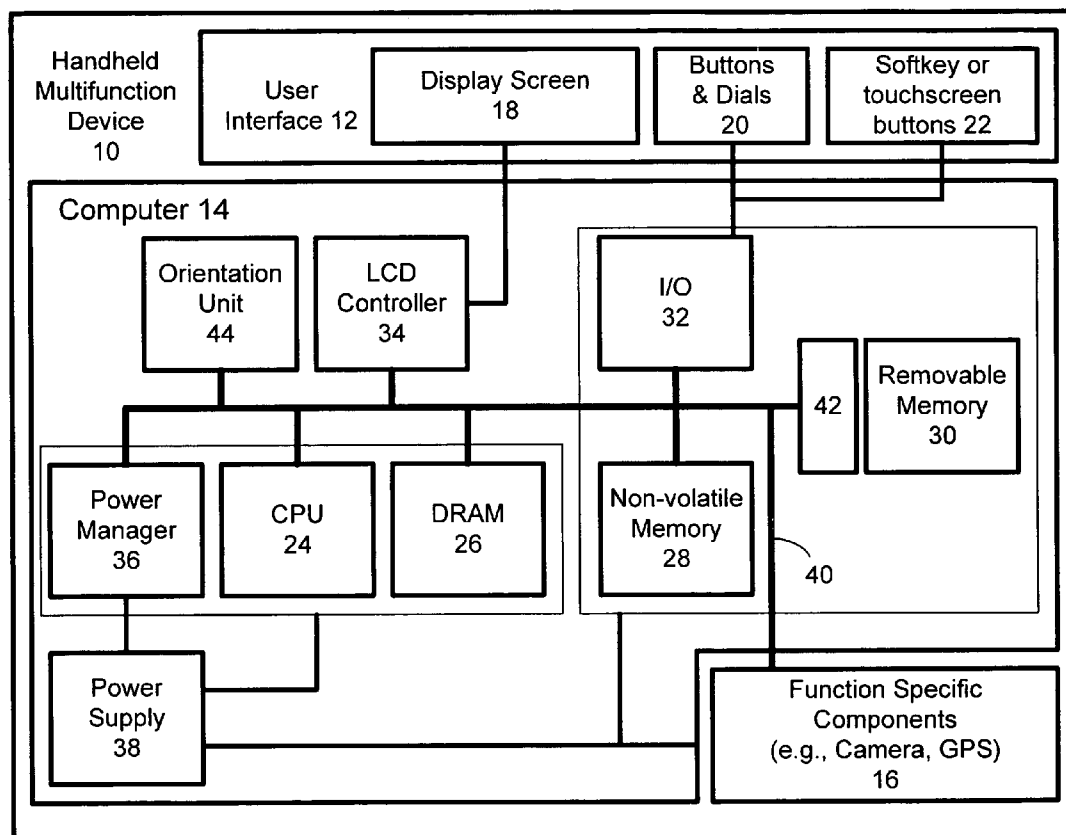 Handheld
Multifunction
Device
10
User
Interface 12
Display Screen
18
Buttons
& Dials
20
Softkey or
touchscreen
buttons 22
Computer 14
Orientation
Unit
44
LCD
Controller
34
I/O
32
42
Removable
Memory
30
Power
Manager
36
CPU
24
DRAM
26
Non-volatile
Memory
28
40
Power
Supply
38
Function Specific
Components
(e.g., Camera, GPS)
16